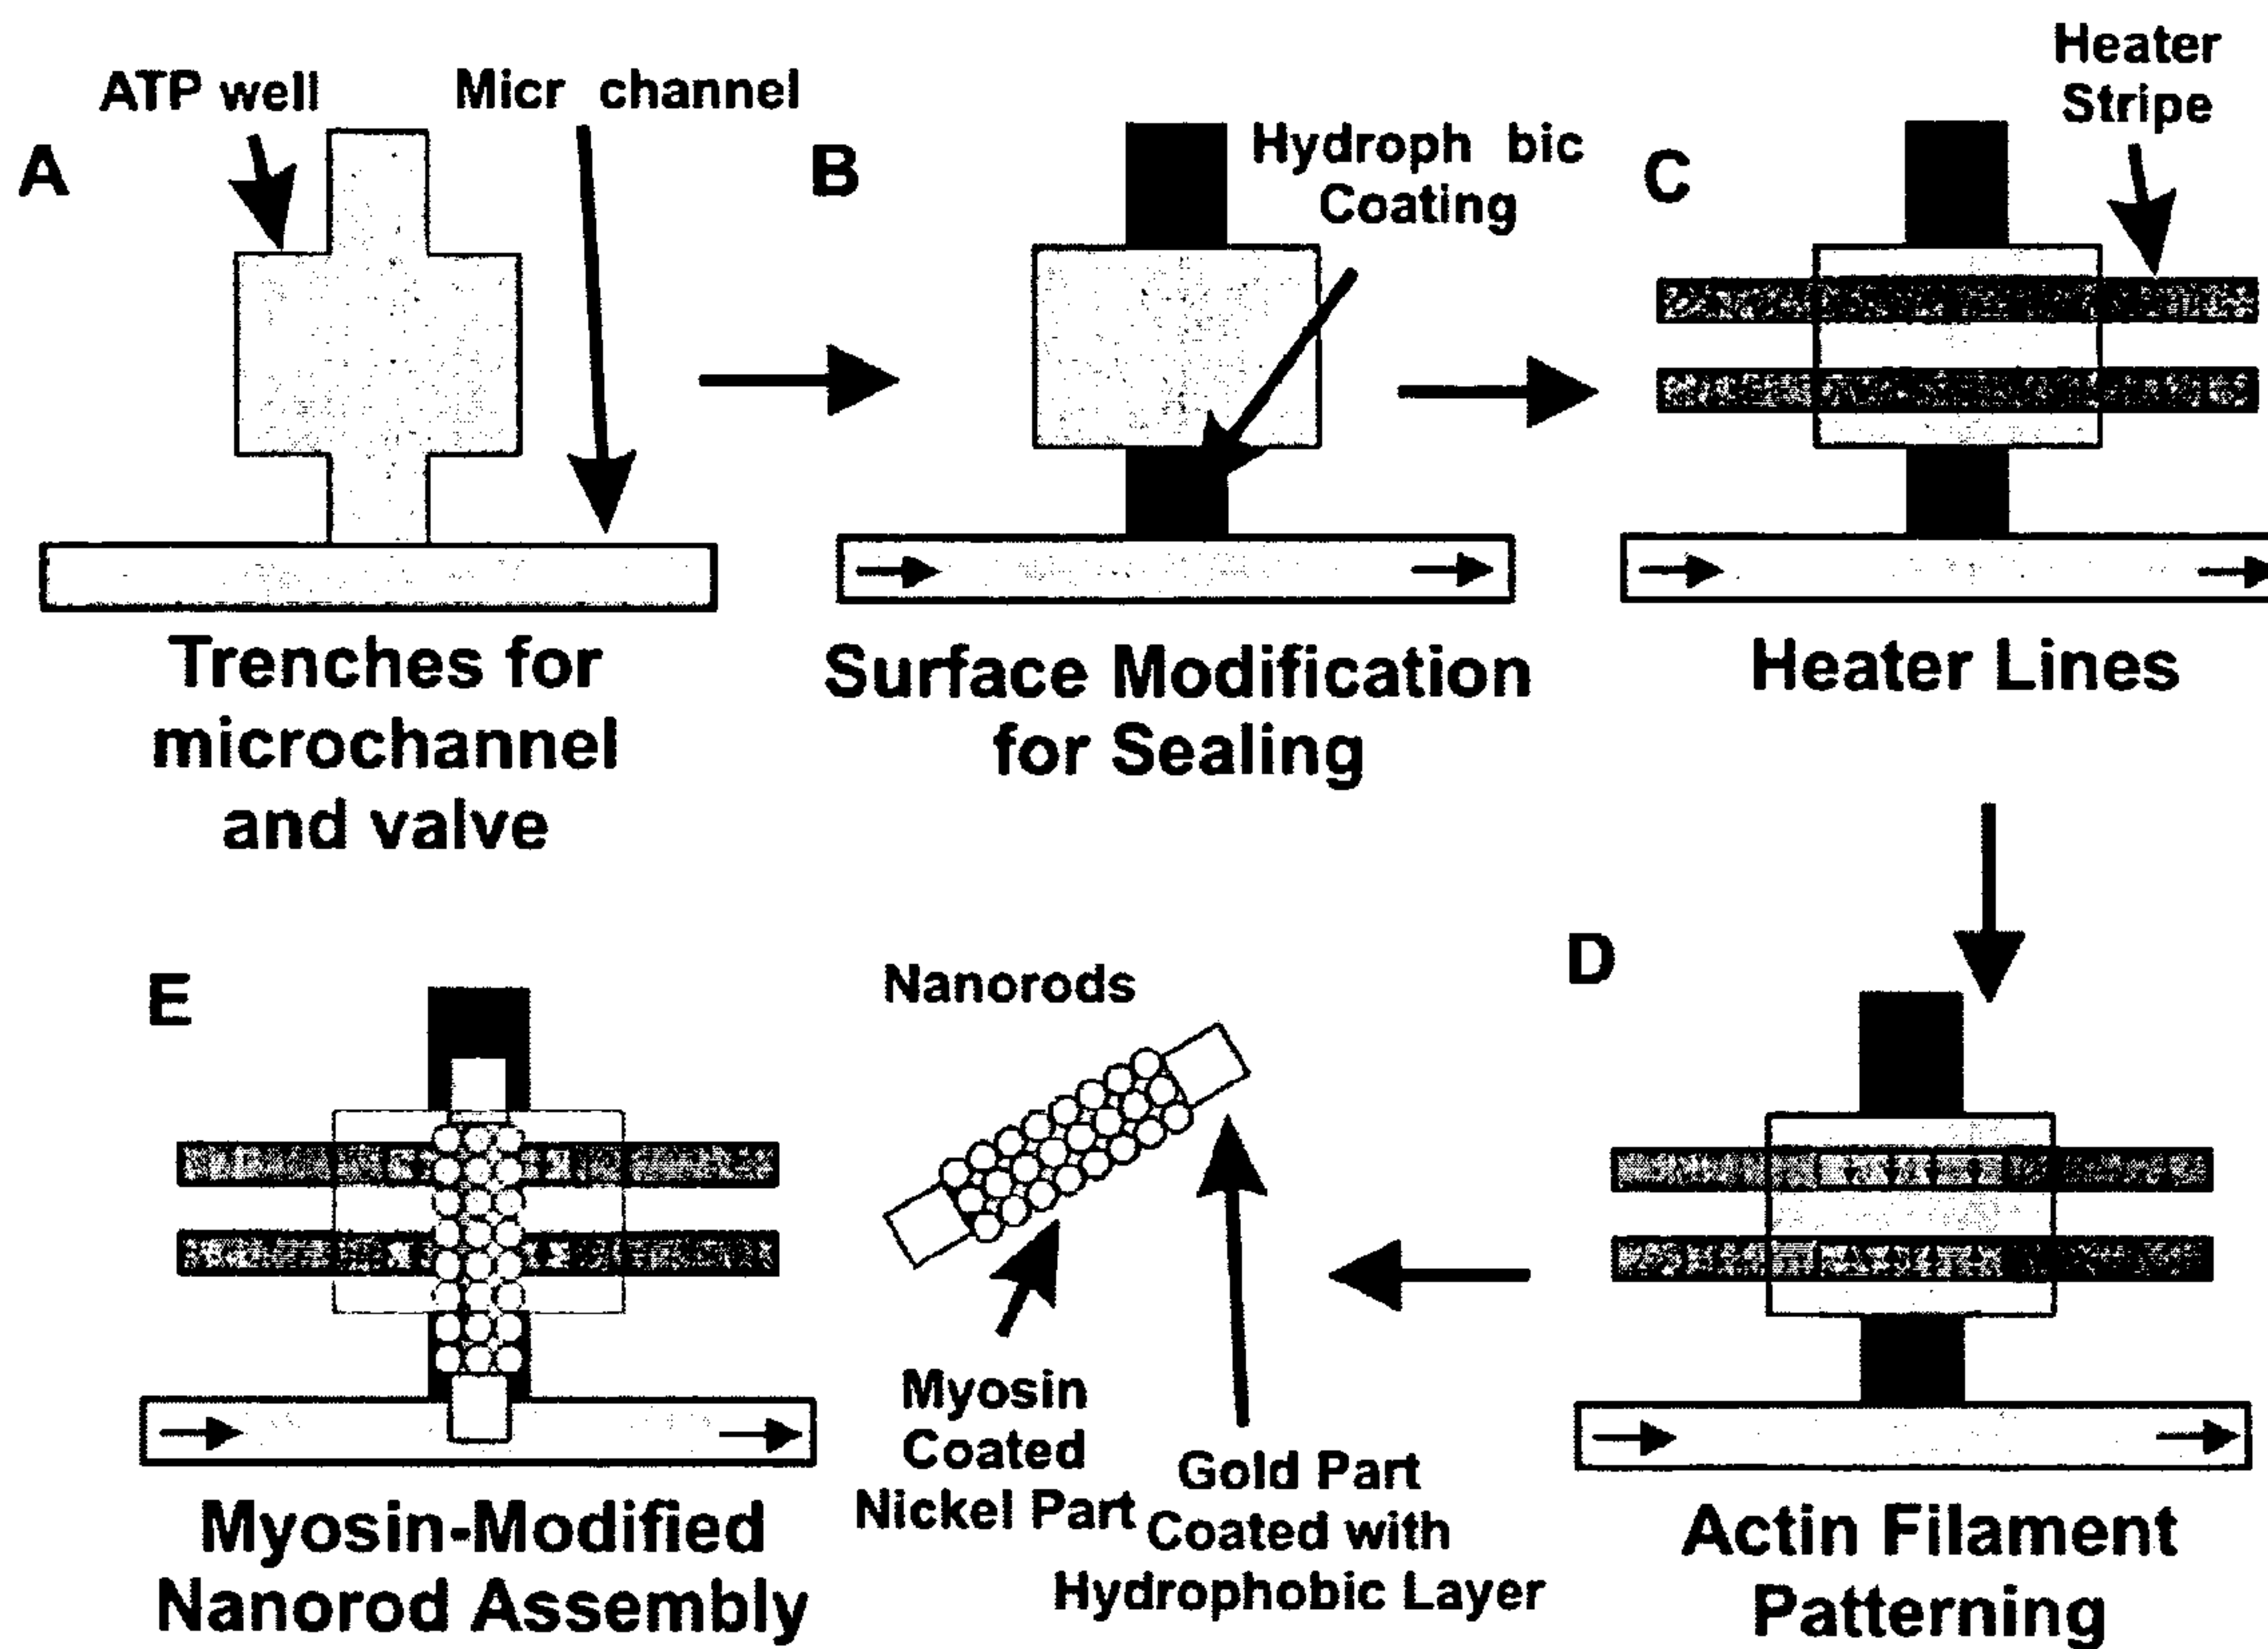 A
ATP well
Micr channel
Trenches for
microchannel
and valve
B
Hydroph bic
Coating
Surface Modification
for Sealing
C
Heater
Stripe
Heater Lines
D
Actin Filament
Patterning
Nanorods
Myosin
Coated
Nickel Part
Gold Part
Coated with
Hydrophobic Layer
E
Myosin-Modified
Nanorod Assembly